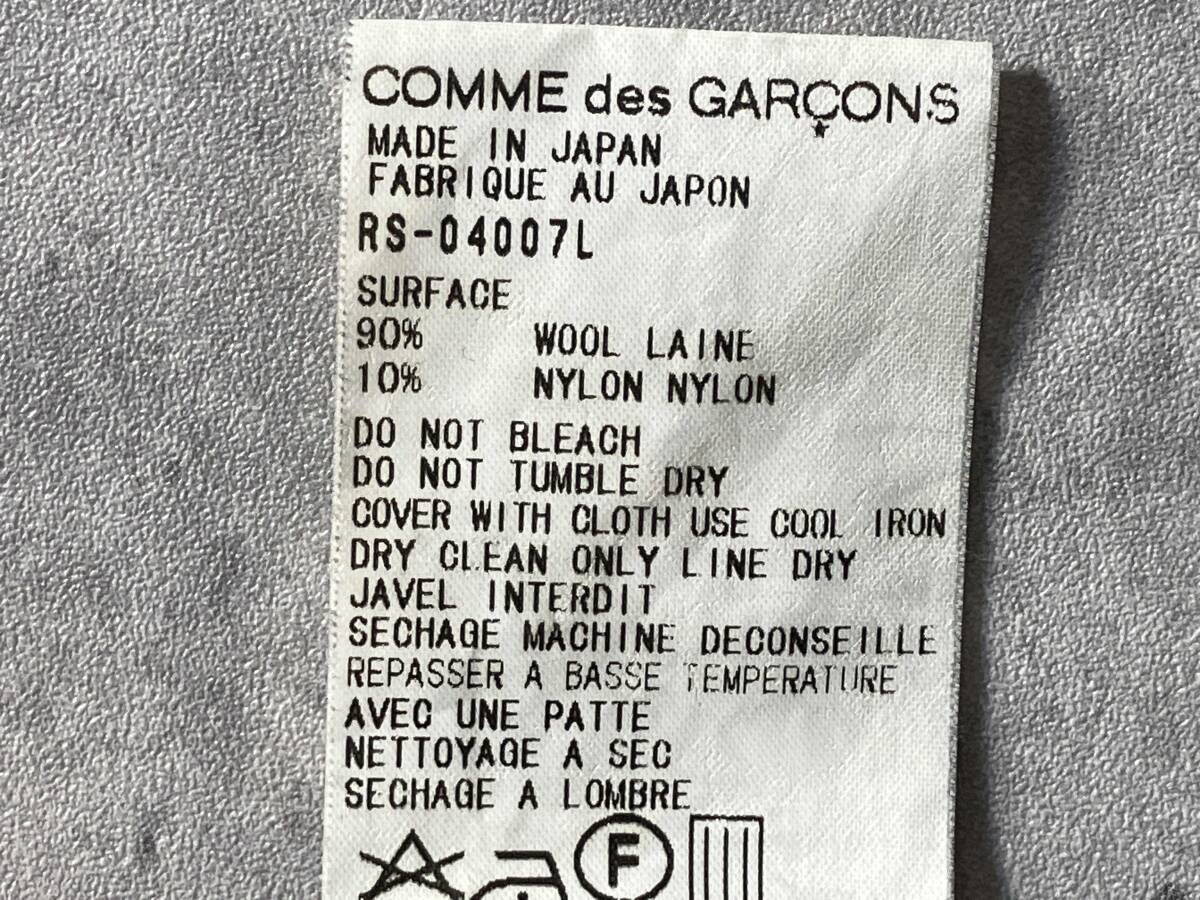 COMME des GARÇONS
MADE IN JAPAN
FABRIQUE AU JAPON
RS-04007L
SURFACE
90% WOOL LAINE
10% NYLON NYLON
DO NOT BLEACH
DO NOT TUMBLE DRY
COVER WITH CLOTH USE COOL IRON
DRY CLEAN ONLY LINE DRY
JAVEL INTERDIT
SECHAGE MACHINE DECONSEILLE
REPASSER A BASSE TEMPERATURE
AVEC UNE PATTE
NETTOYAGE A SEC
SECHAGE A LOMBRE
F